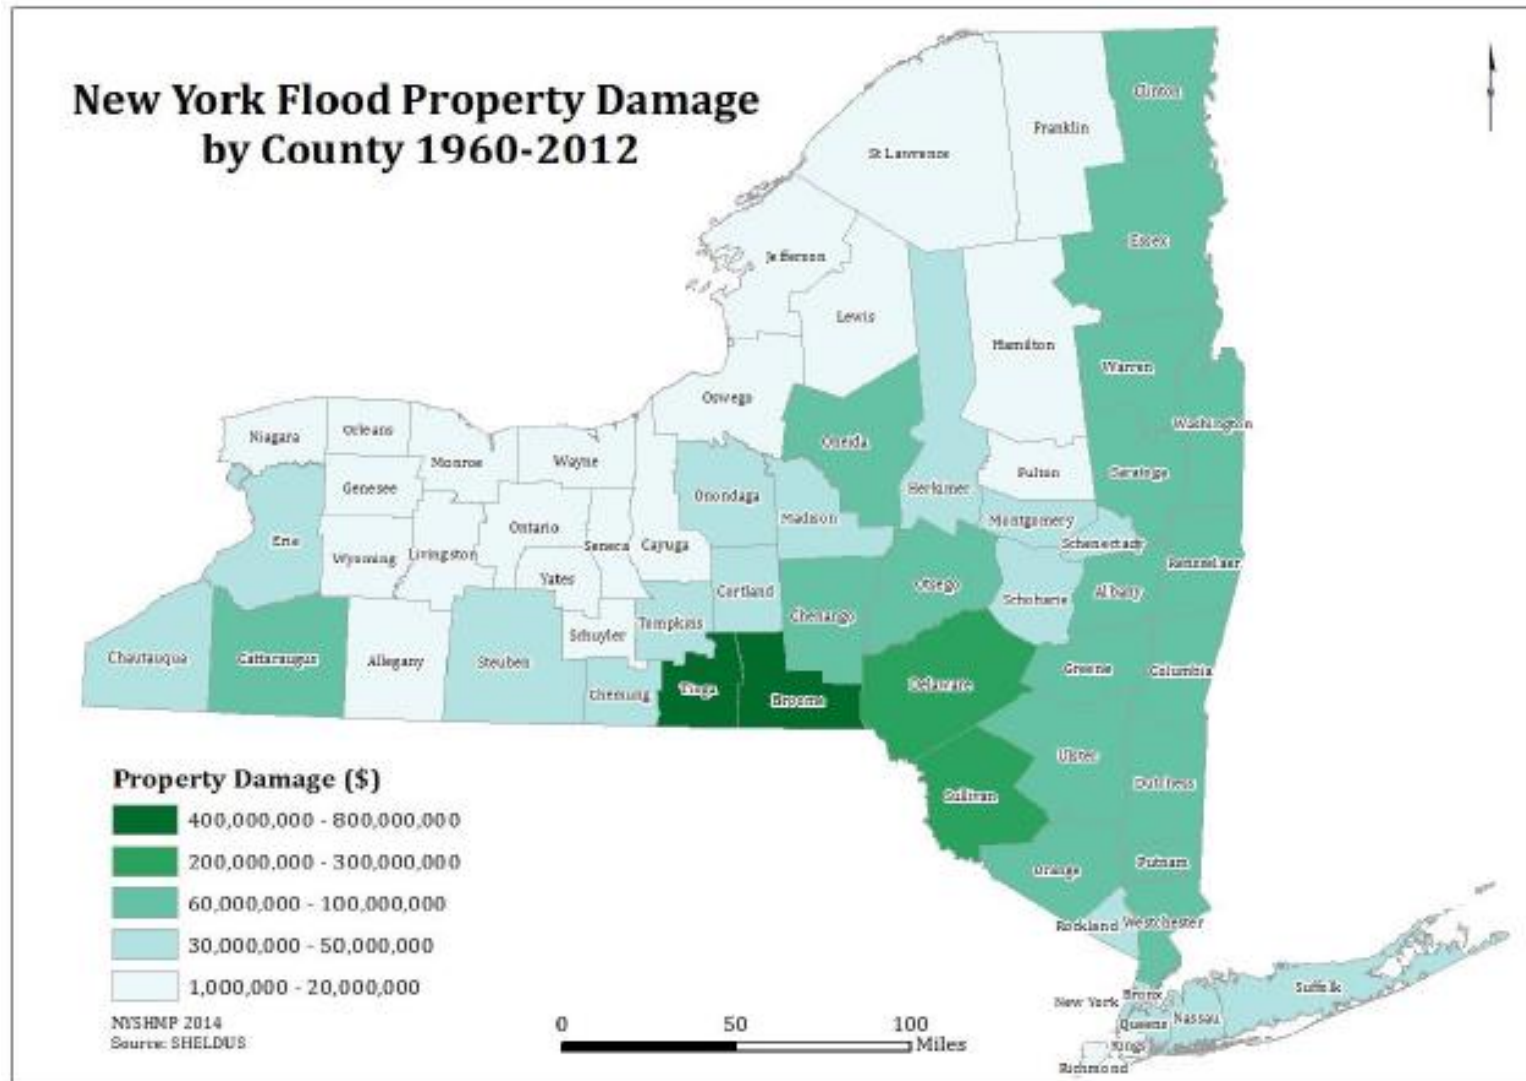 New York Flood Property Damage
by County 1960-2012
Clinton
Franklin
St Lawrence
Essex
Jefferson
Lewis
Hamilton
Warren
Oswego
Washington
Niagara
Orleans
Oneida
Monroe
Wayne
Saratoga
Fulton
Genesee
Herkimer
Onondaga
Madison
Montgomery
Ontario
Erie
Seneca
Cayuga
Schenectady
Wyoming
Livingston
Rensselaer
Yates
Otsego
Cortland
Albany
Schoharie
Chenango
Tompkins
Schuyler
Chautauqua
Cattaraugus
Allegany
Steuben
Greene
Columbia
Delaware
Chemung
Tioga
Broome
Ulster
Dutchess
Sullivan
Putnam
Orange
Rockland
Westchester
Suffolk
New York
Bronx
Queens
Nassau
Kings
Richmond
Property Damage ($)
400,000,000 - 800,000,000
200,000,000 - 300,000,000
60,000,000 - 100,000,000
30,000,000 - 50,000,000
1,000,000 - 20,000,000
NYSHMP 2014
Source: SHELDUS
0 50 100
Miles